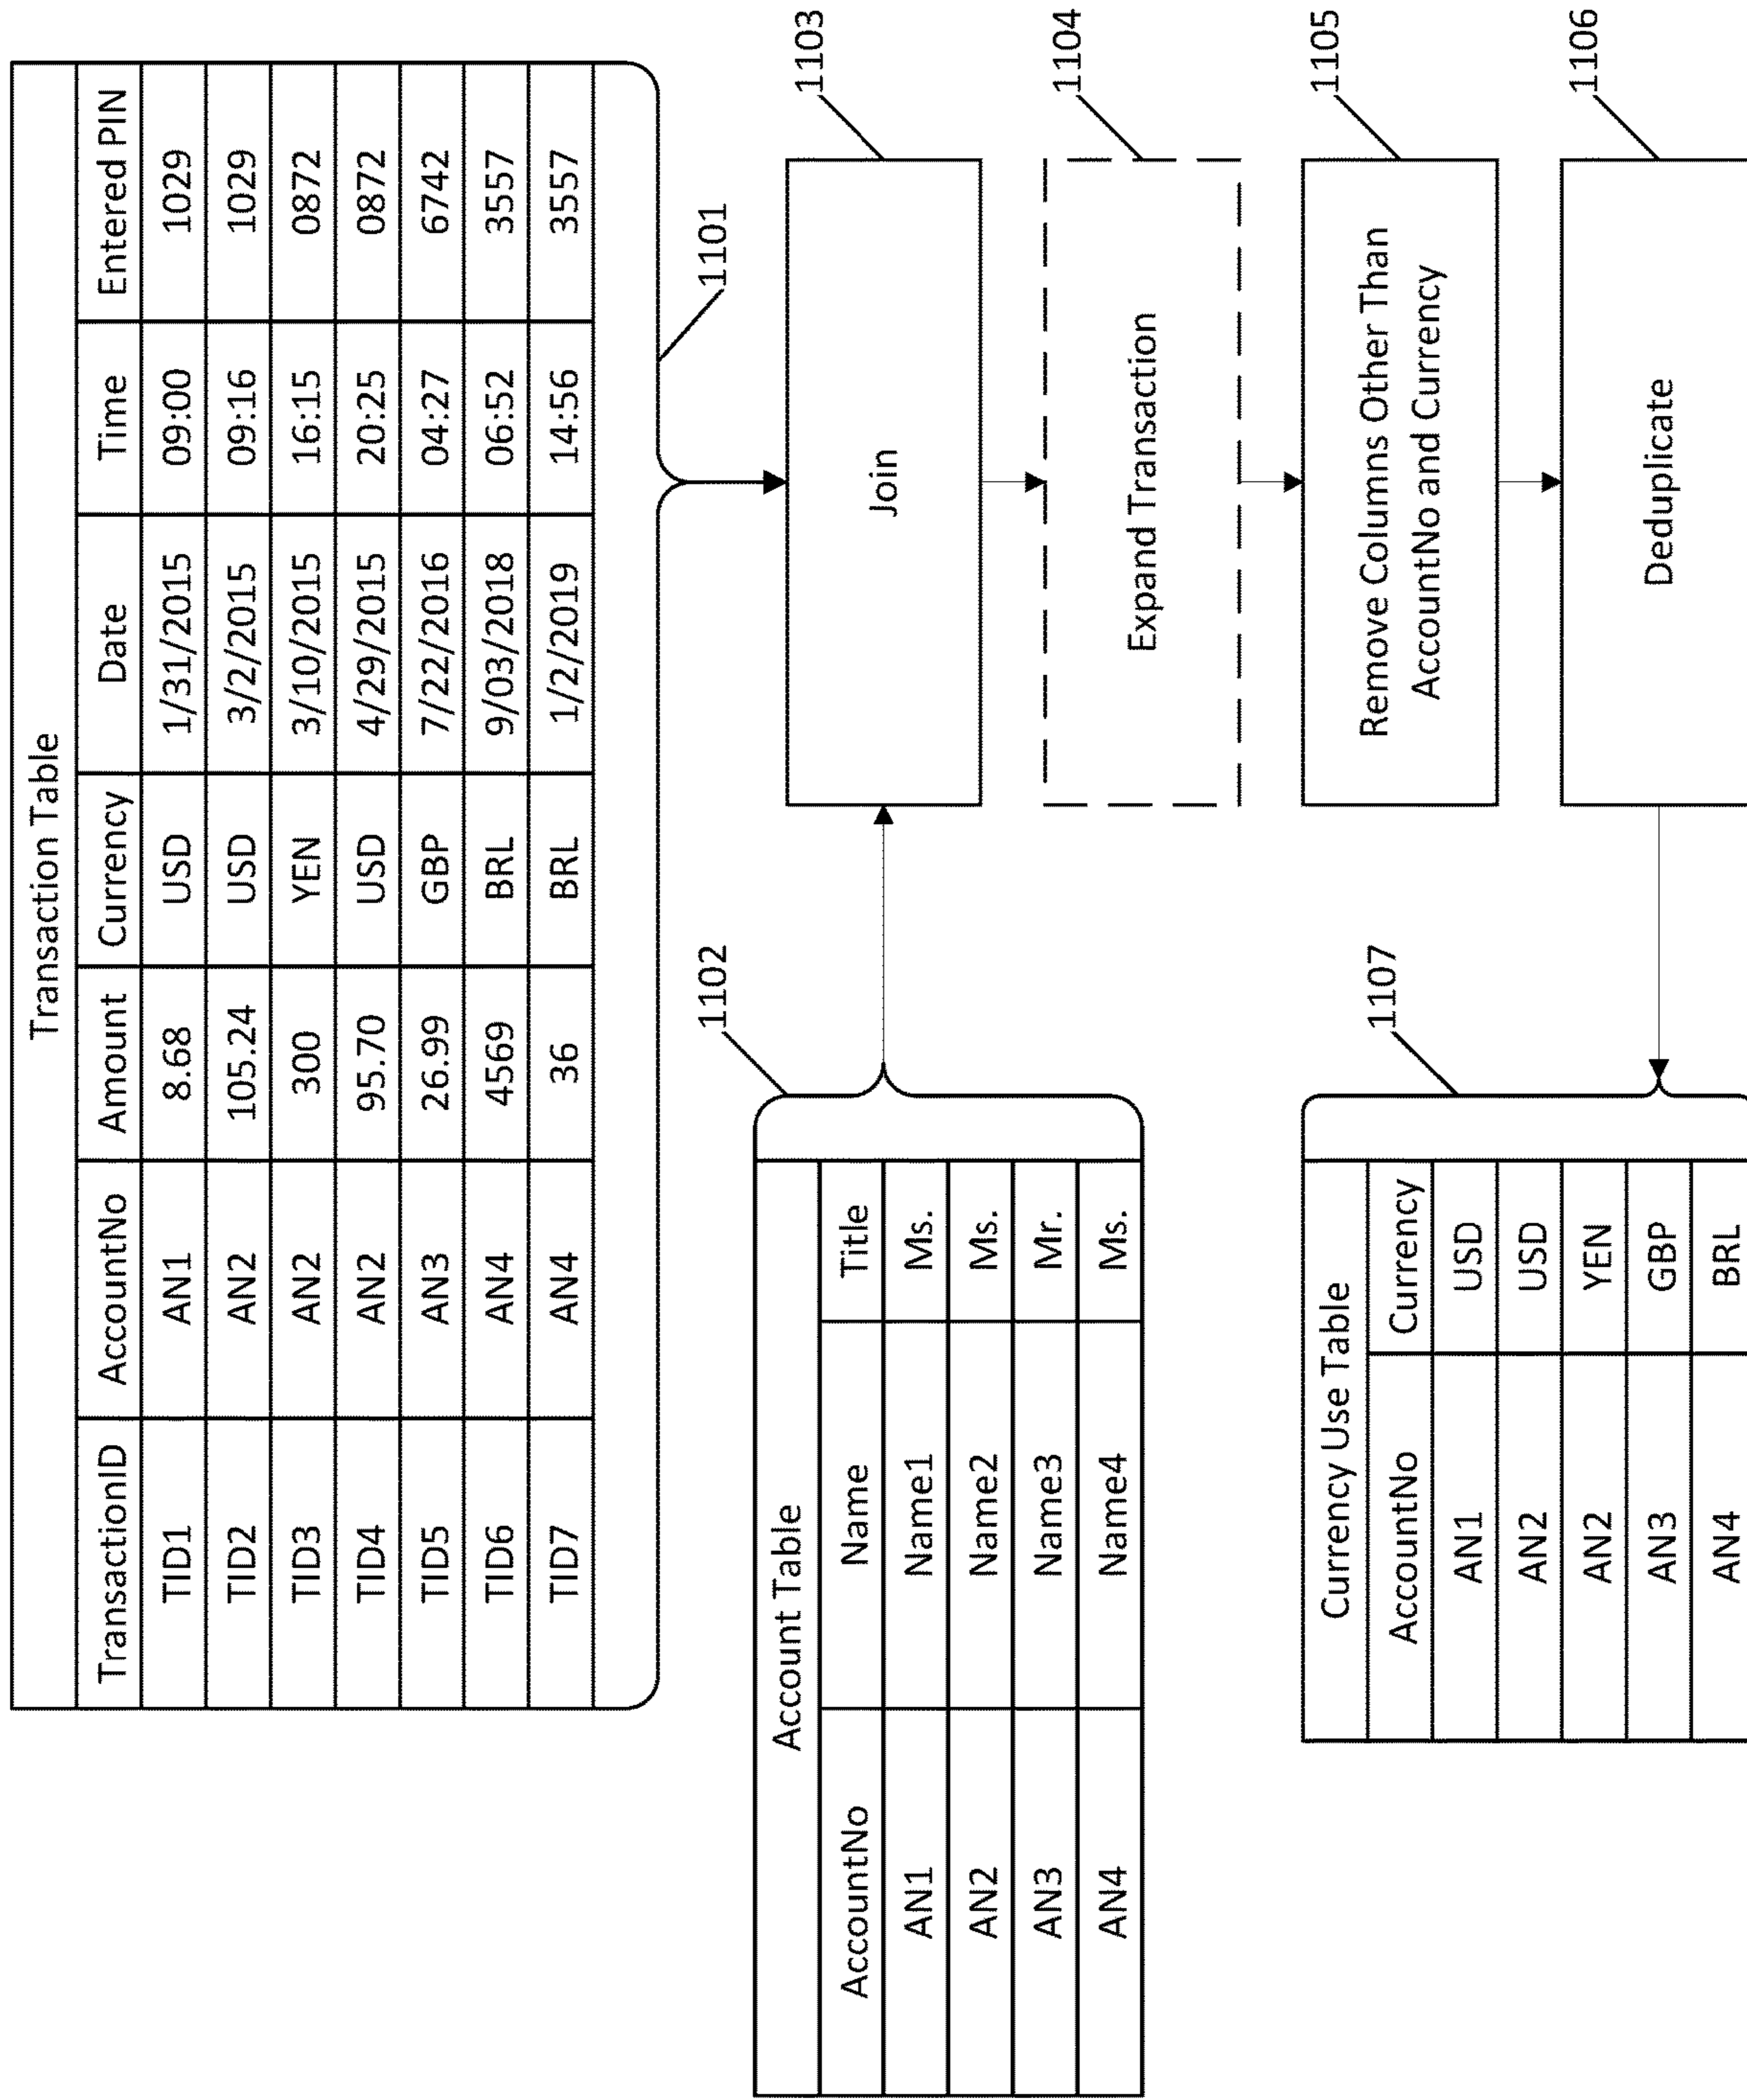 Transaction Table
TransactionID AccountNo Amount Currency Date Time Entered PIN
TID1 AN1 8.68 USD 1/31/2015 09:00 1029
TID2 AN2 105.24 USD 3/2/2015 09:16 1029
TID3 AN2 300 YEN 3/10/2015 16:15 0872
TID4 AN2 95.70 USD 4/29/2015 20:25 0872
TID5 AN3 26.99 GBP 7/22/2016 04:27 6742
TID6 AN4 4569 BRL 9/03/2018 06:52 3557
TID7 AN4 36 BRL 1/2/2019 14:56 3557
1101
1102
Account Table
AccountNo Name Title
AN1 Name1 Ms.
AN2 Name2 Ms.
AN3 Name3 Mr.
AN4 Name4 Ms.
1103
Join
1104
Expand Transaction
1105
Remove Columns Other Than
AccountNo and Currency
1106
Deduplicate
1107
Currency Use Table
AccountNo Currency
AN1 USD
AN2 USD
AN2 YEN
AN3 GBP
AN4 BRL